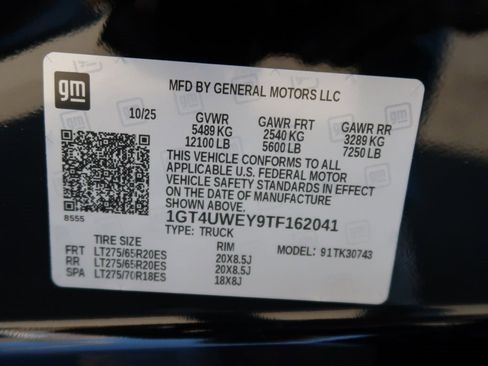 gm
MFD BY GENERAL MOTORS LLC
10/25 GVWR GAWR FRT GAWR RR
5489 KG 2540 KG 3289 KG
12100 LB 5600 LB 7250 LB
THIS VEHICLE CONFORMS TO ALL
APPLICABLE U.S. FEDERAL MOTOR
VEHICLE SAFETY STANDARDS IN EFFECT
ON THE DATE OF MANUFACTURE
SHOWN ABOVE.
8555
1GT4UWEY9TF162041
TYPE: TRUCK
TIRE SIZE RIM MODEL: 91TK30743
FRT LT275/65R20ES 20X8.5J
RR LT275/65R20ES 20X8.5J
SPA LT275/70R18ES 18X8J